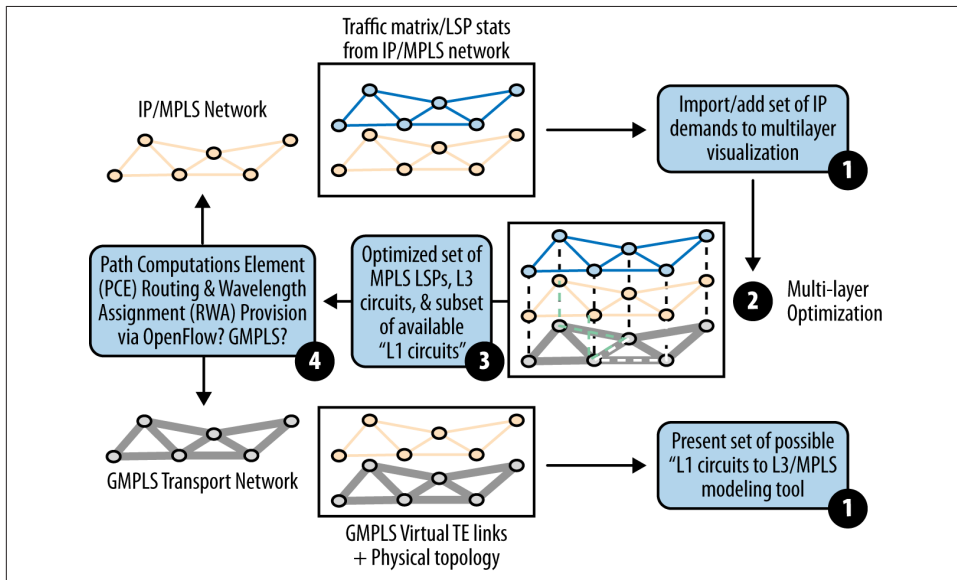 Traffic matrix/LSP stats
from IP/MPLS network
IP/MPLS Network
Import/add set of IP
demands to multilayer
visualization
1
Path Computations Element
(PCE) Routing & Wavelength
Assignment (RWA) Provision
via OpenFlow? GMPLS?
4
Optimized set of
MPLS LSPs, L3
circuits, & subset
of available
“L1 circuits”
3
2
Multi-layer
Optimization
GMPLS Transport Network
GMPLS Virtual TE links
+ Physical topology
Present set of possible
“L1 circuits to L3/MPLS
modeling tool
1